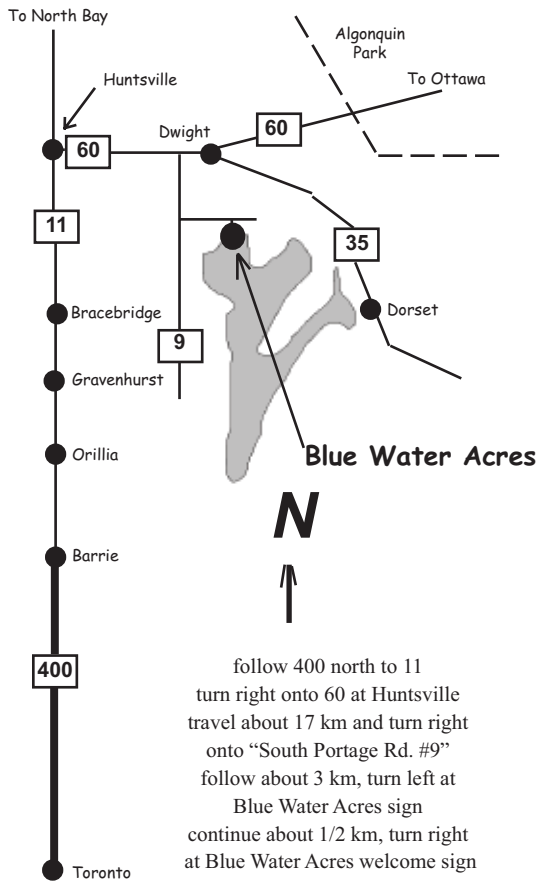 To North Bay
Algonquin
Park
To Ottawa
Huntsville
Dwight
60
60
11
35
Bracebridge
Dorset
9
Gravenhurst
Orillia
Blue Water Acres
N
Barrie
400
follow 400 north to 11
turn right onto 60 at Huntsville
travel about 17 km and turn right
onto “South Portage Rd. #9”
follow about 3 km, turn left at
Blue Water Acres sign
continue about 1/2 km, turn right
at Blue Water Acres welcome sign
Toronto